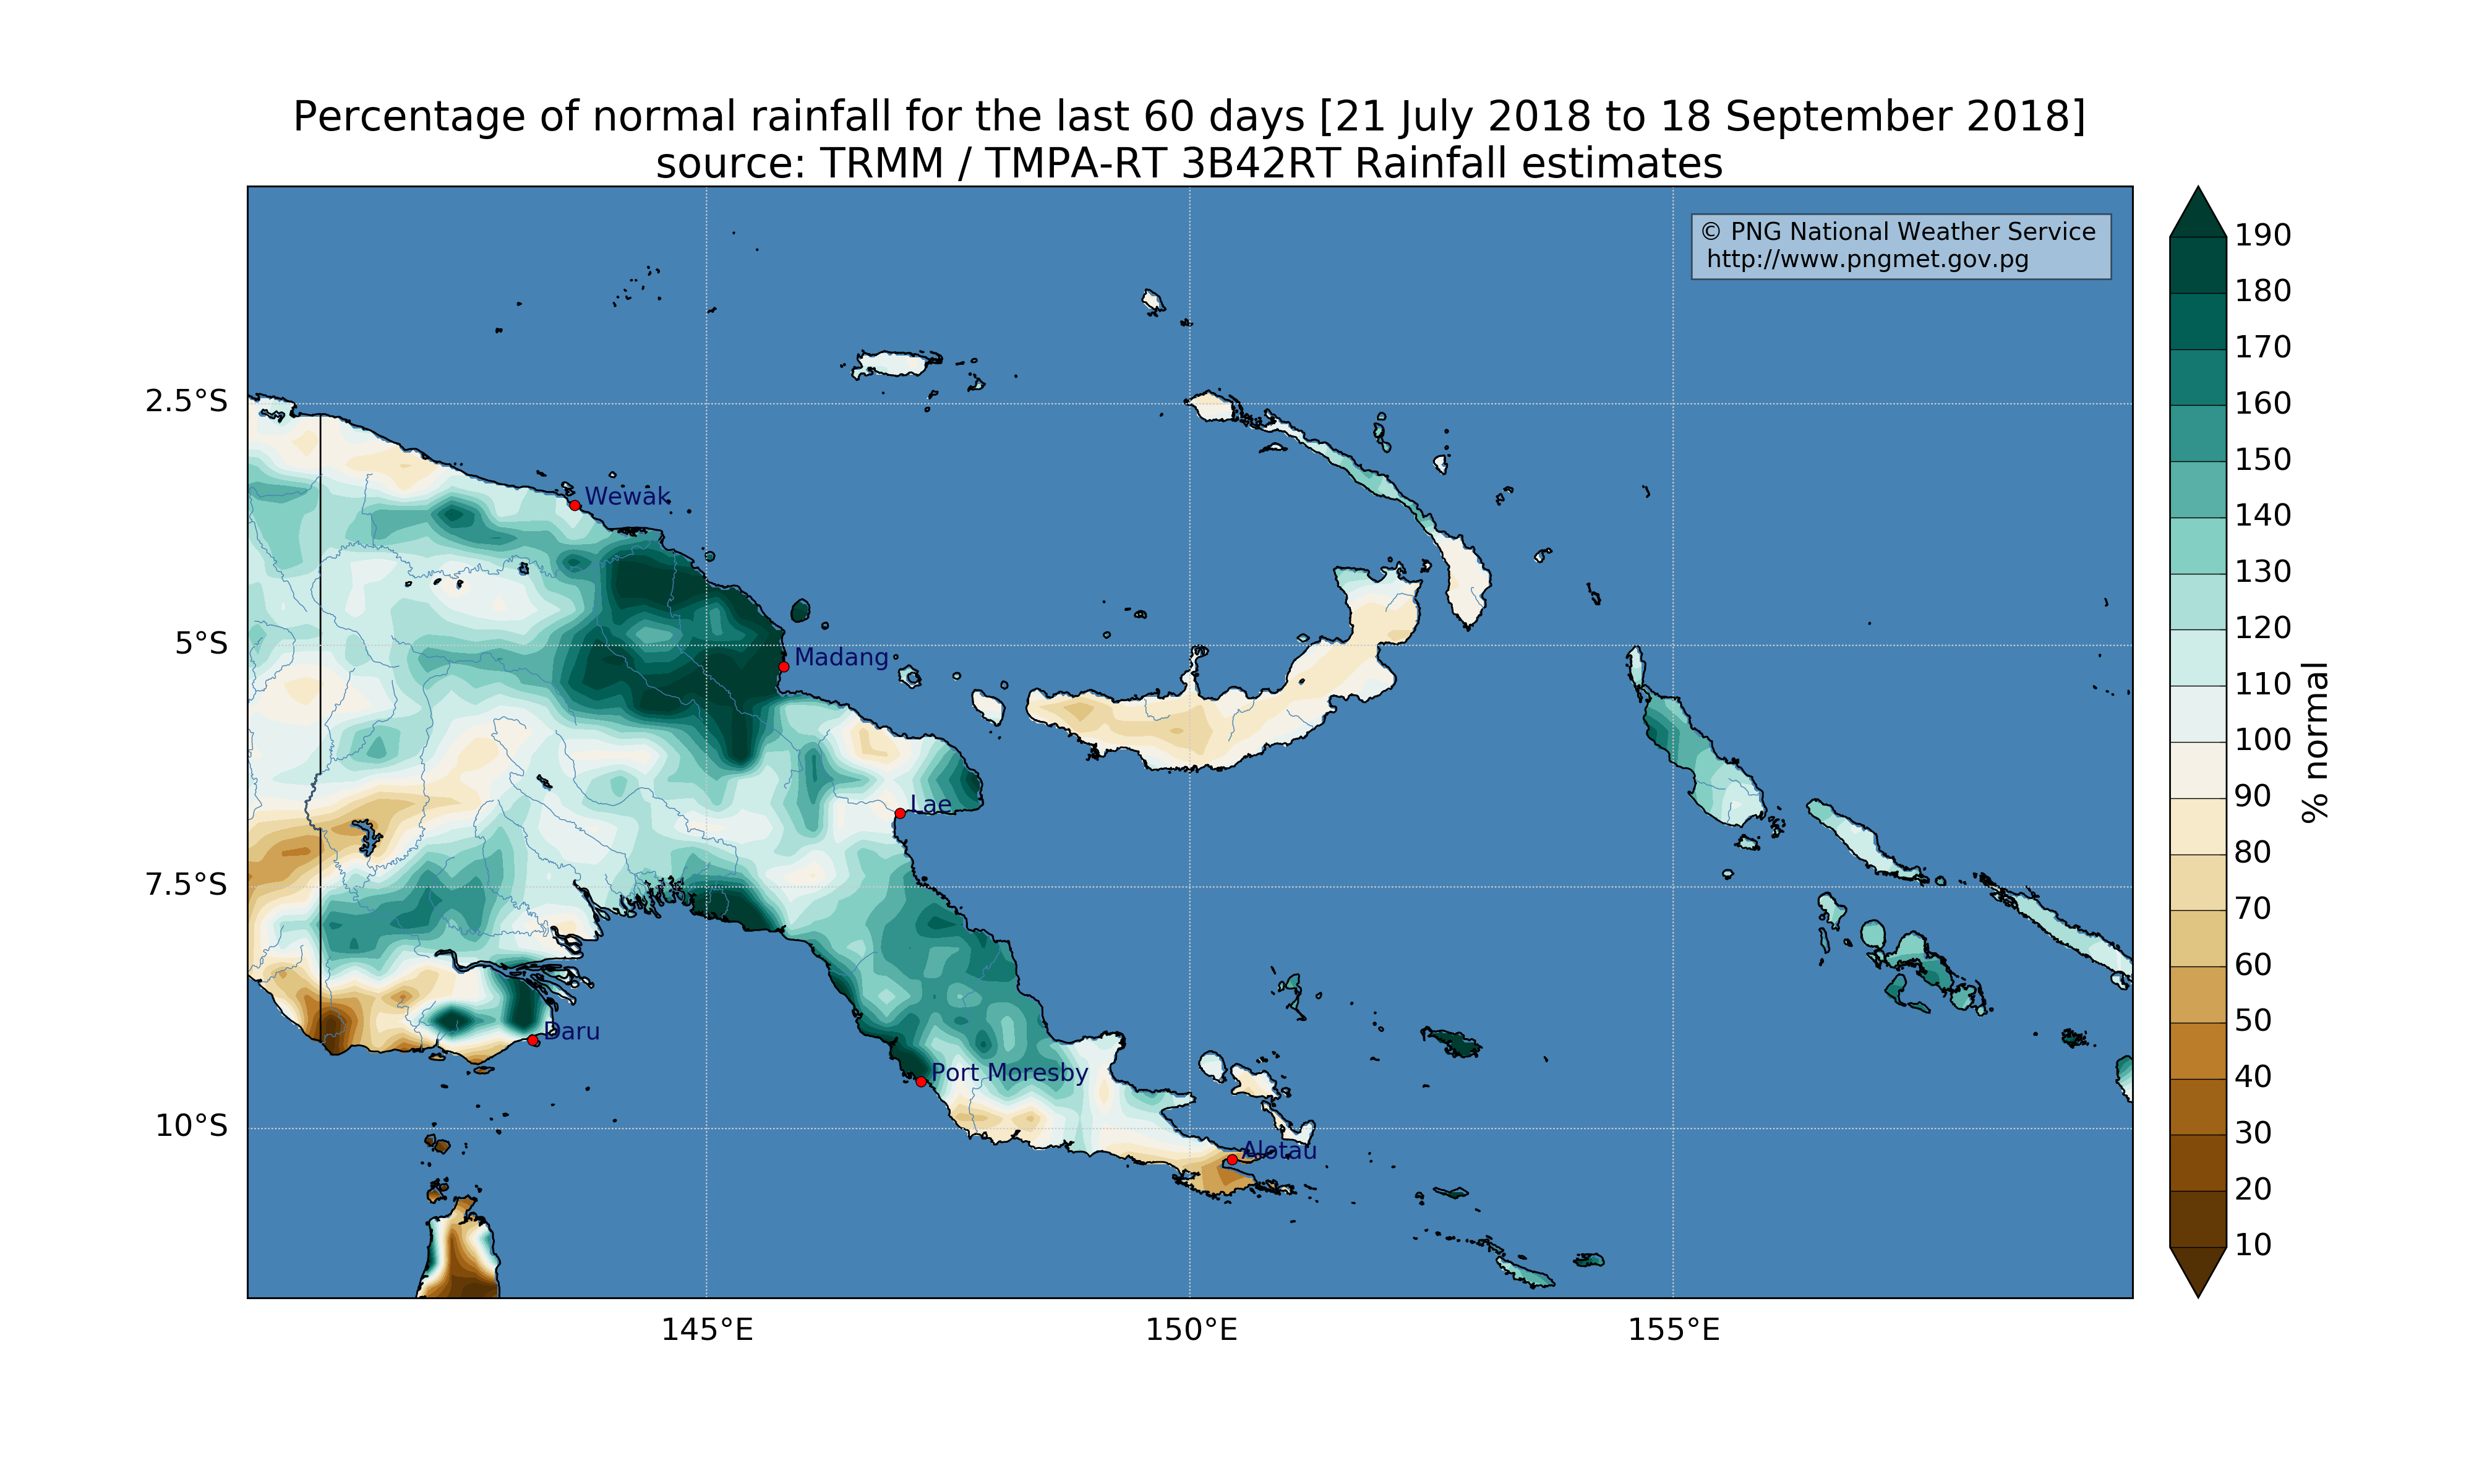 Percentage of normal rainfall for the last 60 days [21 July 2018 to 18 September 2018]
source: TRMM / TMPA-RT 3B42RT Rainfall estimates
© PNG National Weather Service
http://www.pngmet.gov.pg
2.5°S
5°S
7.5°S
10°S
145°E
150°E
155°E
Wewak
Madang
Lae
Daru
Port Moresby
Alotau
190
180
170
160
150
140
130
120
110
100
90
80
70
60
50
40
30
20
10
% normal